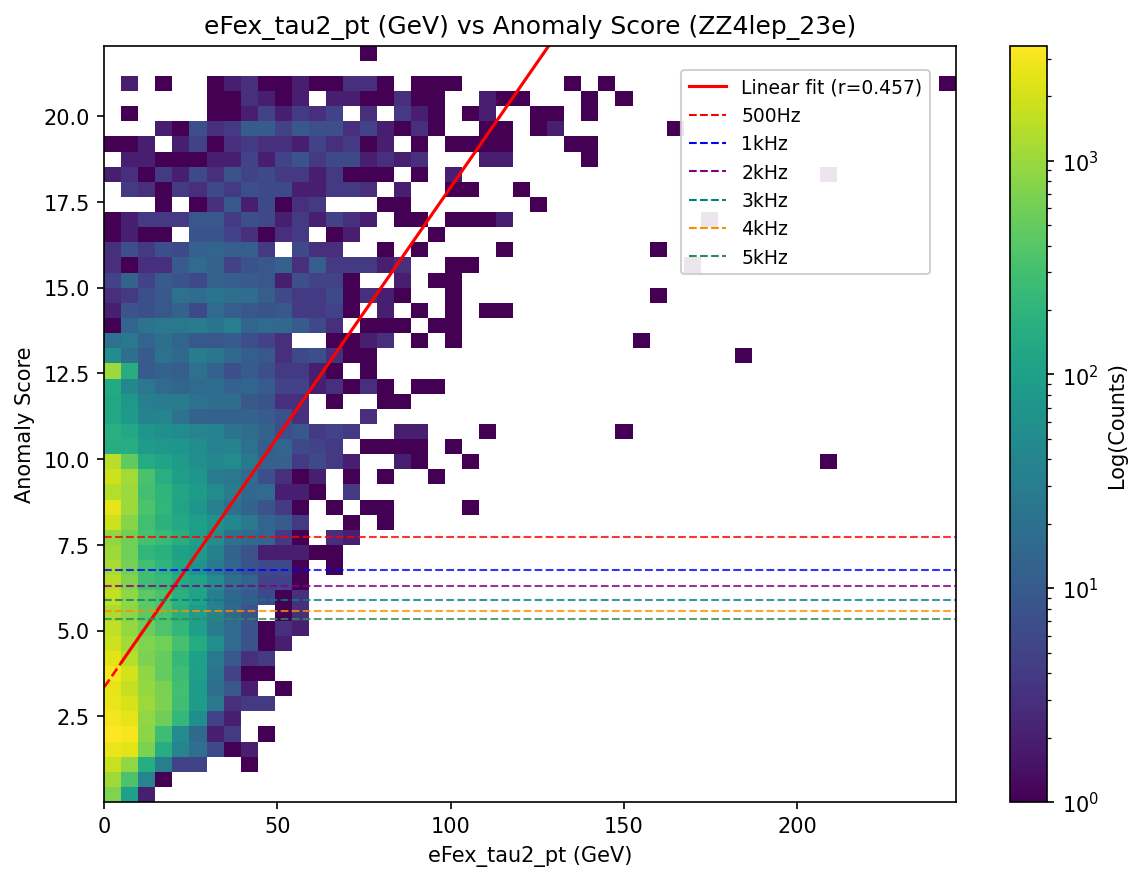 eFex_tau2_pt (GeV) vs Anomaly Score (ZZ4lep_23e)
Linear fit (r=0.457)
500Hz
1kHz
2kHz
3kHz
4kHz
5kHz
Anomaly Score
20.0
17.5
15.0
12.5
10.0
7.5
5.0
2.5
0
50
100
150
200
eFex_tau2_pt (GeV)
10³
10²
10¹
10⁰
Log(Counts)